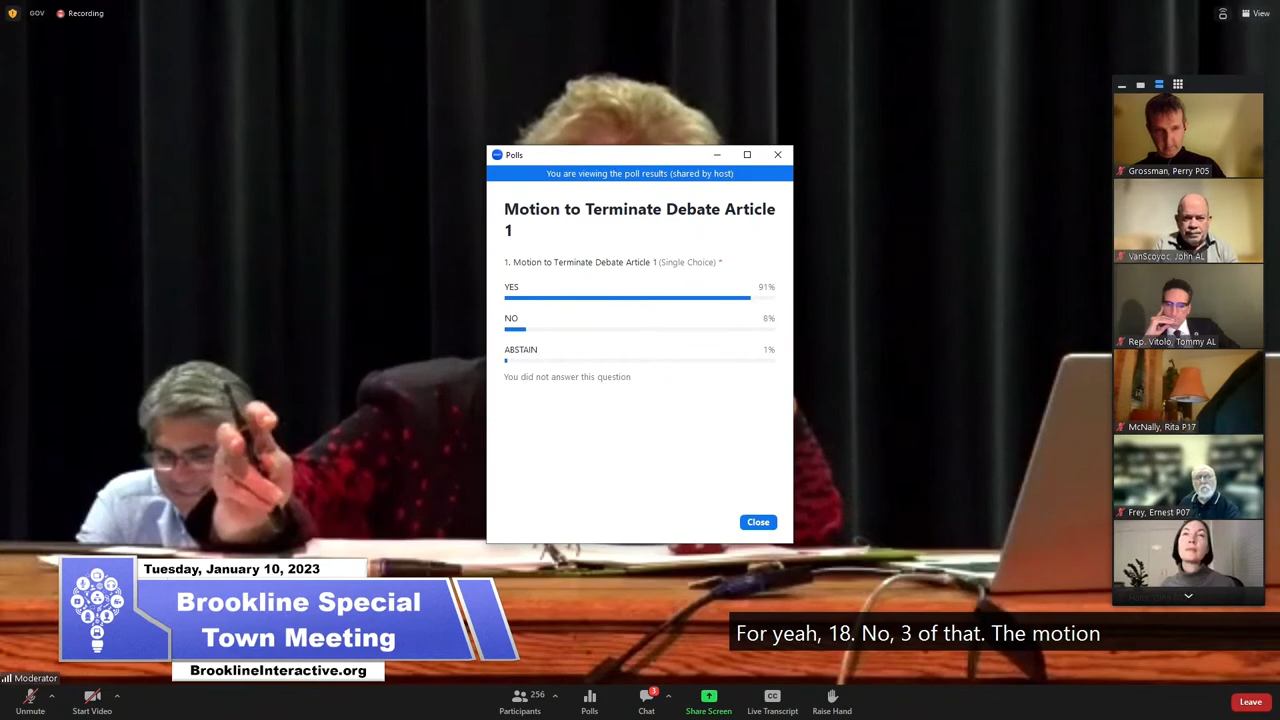 GOV
Recording
View
Polls
You are viewing the poll results (shared by host)
Motion to Terminate Debate Article
1
1. Motion to Terminate Debate Article 1 (Single Choice) *
YES 91%
NO 8%
ABSTAIN 1%
You did not answer this question
Close
Grossman, Perry P05
VanScoyoc, John AL
Rep. Vitolo, Tommy AL
McNally, Rita P17
Frey, Ernest P07
Tuesday, January 10, 2023
Brookline Special
Town Meeting
BrooklineInteractive.org
For yeah, 18. No, 3 of that. The motion
Moderator
Unmute
Start Video
256
Participants
Polls
3
Chat
Share Screen
CC
Live Transcript
Raise Hand
Leave